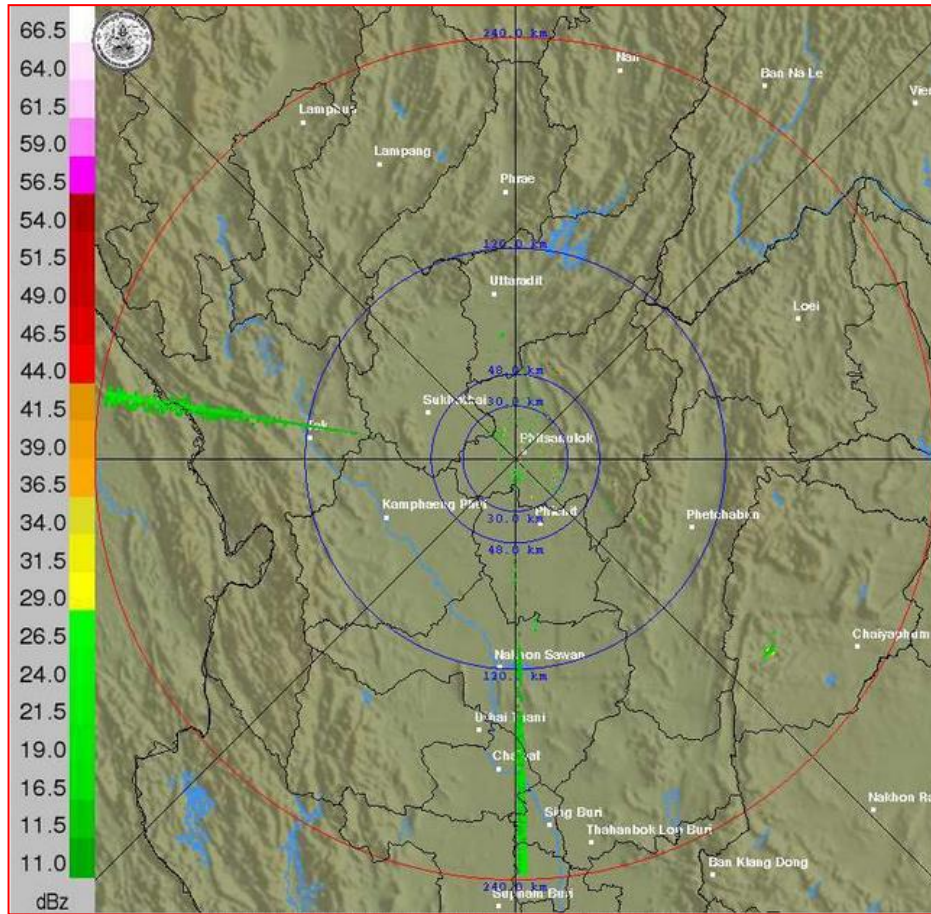 66.5
64.0
61.5
59.0
56.5
54.0
51.5
49.0
46.5
44.0
41.5
39.0
36.5
34.0
31.5
29.0
26.5
24.0
21.5
19.0
16.5
11.5
11.0
dBz
240.0 km
Nan
Ban Na Le
Lamphun
Lampang
Phrae
120.0 km
Uttaradit
Loei
48.0 km
30.0 km
Sukhothai
Tak
Phitsanulok
Kamphaeng Phet
Phichit
30.0 km
48.0 km
Phetchabun
Chaiyaphum
Nakhon Sawan
120.0 km
Uthai Thani
Chainat
Sing Buri
Thahanbok Lop Buri
Nakhon Ra
Ban Klang Dong
240.0 km
Suphan Buri